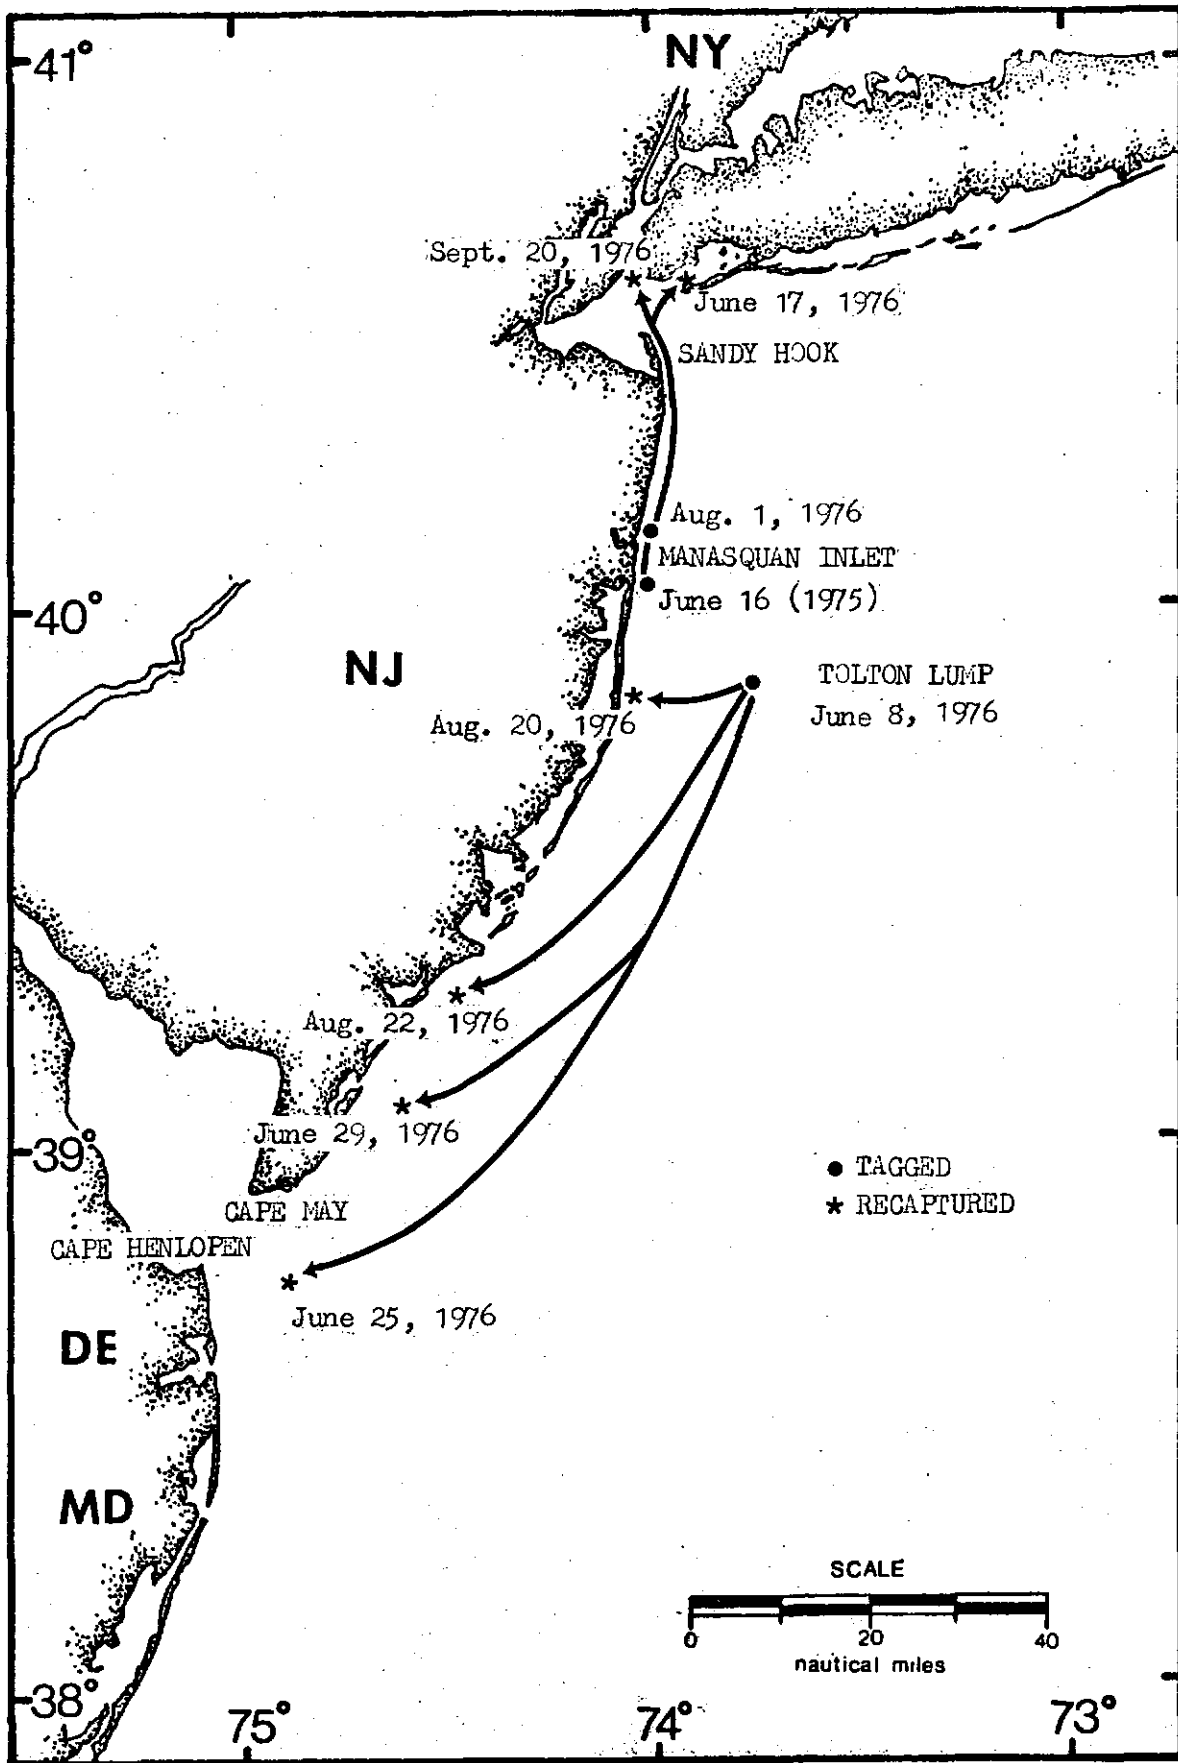 NY
41°
Sept. 20, 1976
June 17, 1976
SANDY HOOK
Aug. 1, 1976
MANASQUAN INLET
June 16 (1975)
40°
NJ
TOLTON LUMP
June 8, 1976
Aug. 20, 1976
Aug. 22, 1976
June 29, 1976
39°
● TAGGED
* RECAPTURED
CAPE MAY
CAPE HENLOPEN
June 25, 1976
DE
MD
SCALE
0 20 40
nautical miles
38°
75° 74° 73°